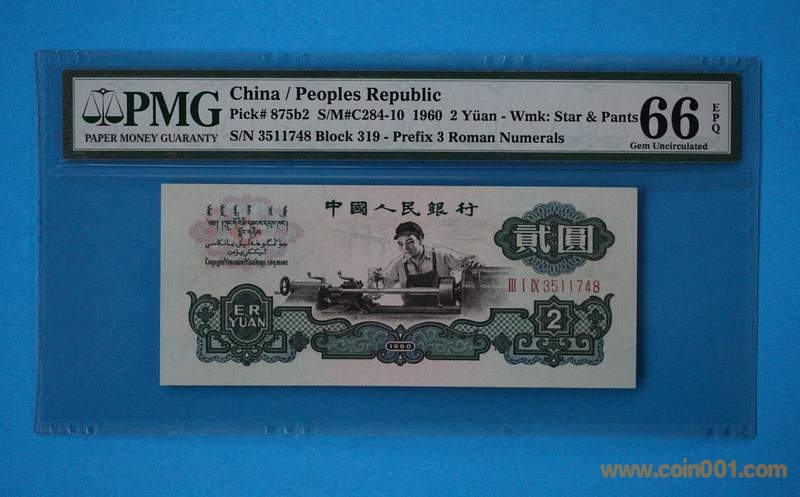 PMG
PAPER MONEY GUARANTY
China / Peoples Republic
Pick# 875b2 S/M#C284-10 1960 2 Yüan - Wmk: Star & Pants
S/N 3511748 Block 319 - Prefix 3 Roman Numerals
66
EPQ
Gem Uncirculated
中國人民銀行
貳圓
III I IX 3511748
ER
YUAN
1960
2
www.coin001.com